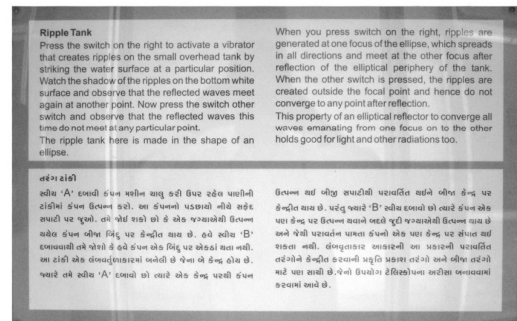 Ripple Tank
Press the switch on the right to activate a vibrator
that creates ripples on the small overhead tank by
striking the water surface at a particular position.
Watch the shadow of the ripples on the bottom white
surface and observe that the reflected waves meet
again at another point. Now press the switch other
switch and observe that the reflected waves this
time do not meet at any particular point.
The ripple tank here is made in the shape of an
ellipse.
When you press switch on the right, ripples are
generated at one focus of the ellipse, which spreads
in all directions and meet at the other focus after
reflection of the elliptical periphery of the tank.
When the other switch is pressed, the ripples are
created outside the focal point and hence do not
converge to any point after reflection.
This property of an elliptical reflector to converge all
waves emanating from one focus on to the other
holds good for light and other radiations too.
તરંગ ટાંકી
સ્વીચ 'A' દબાવી કંપન મશીન ચાલુ કરી ઉપર રહેલ પાણીની
ટાંકીમાં કંપન ઉત્પન્ન કરો. આ કંપનનો પડછાયો નીચે સફેદ
સપાટી પર જૂઓ. તમે જોઈ શકો છો કે એક જગ્યાએથી ઉત્પન્ન
થયેલ કંપન બીજા બિંદુ પર કેન્દ્રીત થાય છે. હવે સ્વીચ 'B'
દબાવવાથી તમે જોશો કે હવે કંપન એક બિંદુ પર એકઠાં થતા નથી.
આ ટાંકી એક લંબવર્તુળાકારમાં બનેલી છે જેના બે કેન્દ્ર હોય છે.
જ્યારે તમે સ્વીચ 'A' દબાવો છો ત્યારે એક કેન્દ્ર પરથી કંપન
ઉત્પન્ન થઈ બીજી સપાટીથી પરાવર્તિત થઈને બીજા કેન્દ્ર પર
કેન્દ્રીત થાય છે. પરંતુ જ્યારે 'B' સ્વીચ દબાવો છો ત્યારે કંપન એક
પણ કેન્દ્ર પર ઉત્પન્ન થવાને બદલે જૂદી જગ્યાએથી ઉત્પન્ન થાય છે
અને જેથી પરાવર્તન પામતા કંપનો એક પણ કેન્દ્ર પર સંપાત થઈ
શકતા નથી. લંબવૃતાકાર આકારની આ પ્રકારની પરાવર્તિત
તરંગોને કેન્દ્રીત કરવાની પ્રકૃતિ પ્રકાશ તરંગો અને બીજા તરંગો
માટે પણ સાચી છે.જેનો ઉપયોગ ટેલિસ્કોપના અરીસા બનાવવામાં
કરવામાં આવે છે.